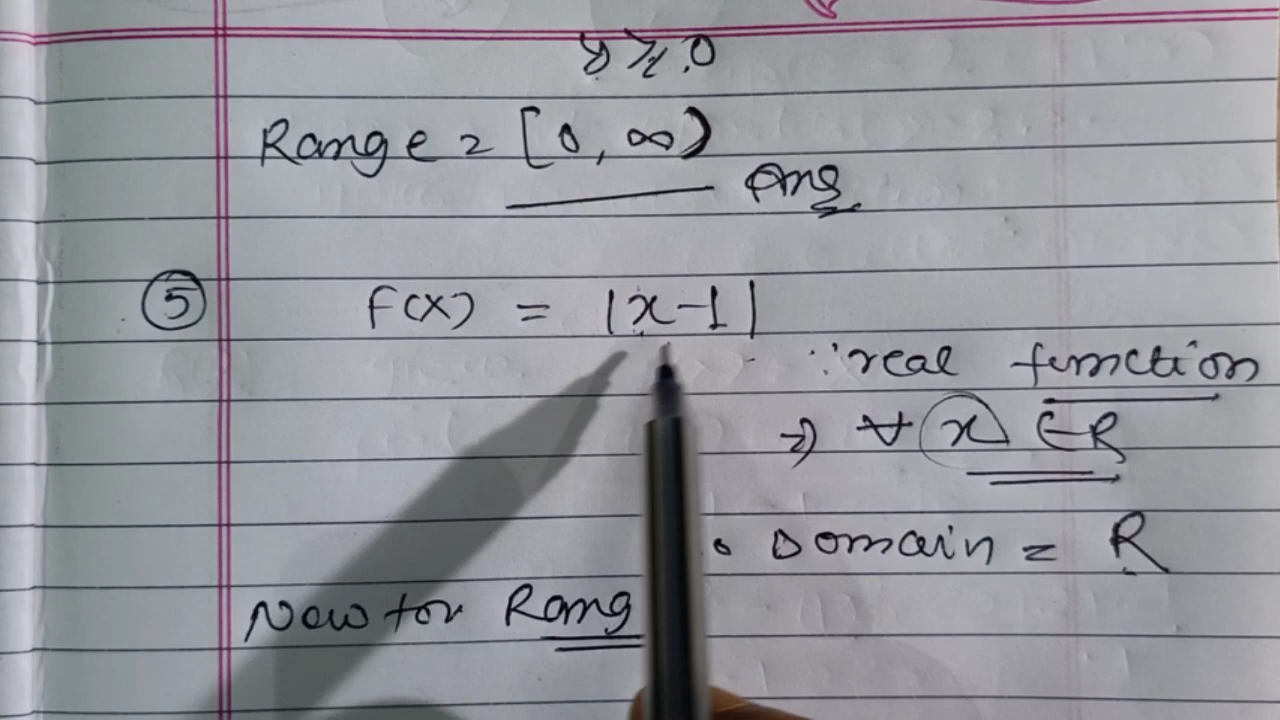 y ≥ 0
Range = [0, ∞)
Ans
⑤ F(x) = |x-1|
∵ real function
⇒ ∀ x ∈ R
• Domain = R
Now for Rang